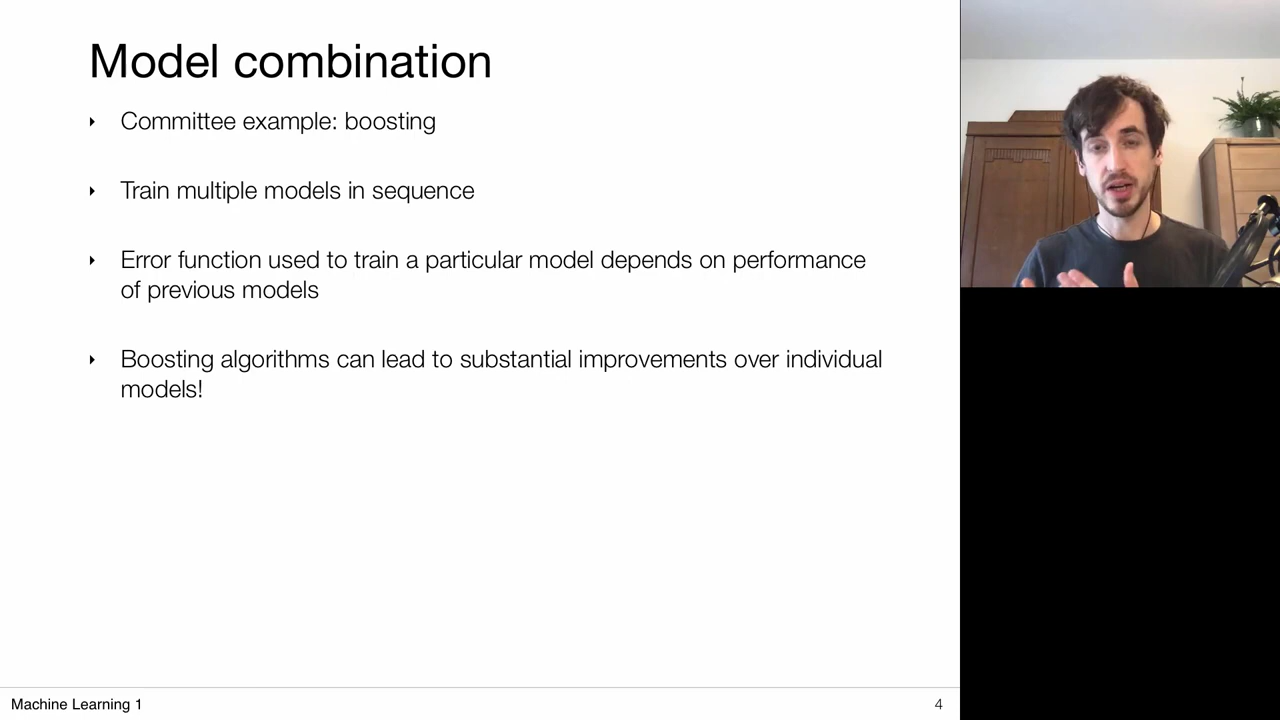 Model combination
Committee example: boosting
Train multiple models in sequence
Error function used to train a particular model depends on performance
of previous models
Boosting algorithms can lead to substantial improvements over individual
models!
Machine Learning 1
4